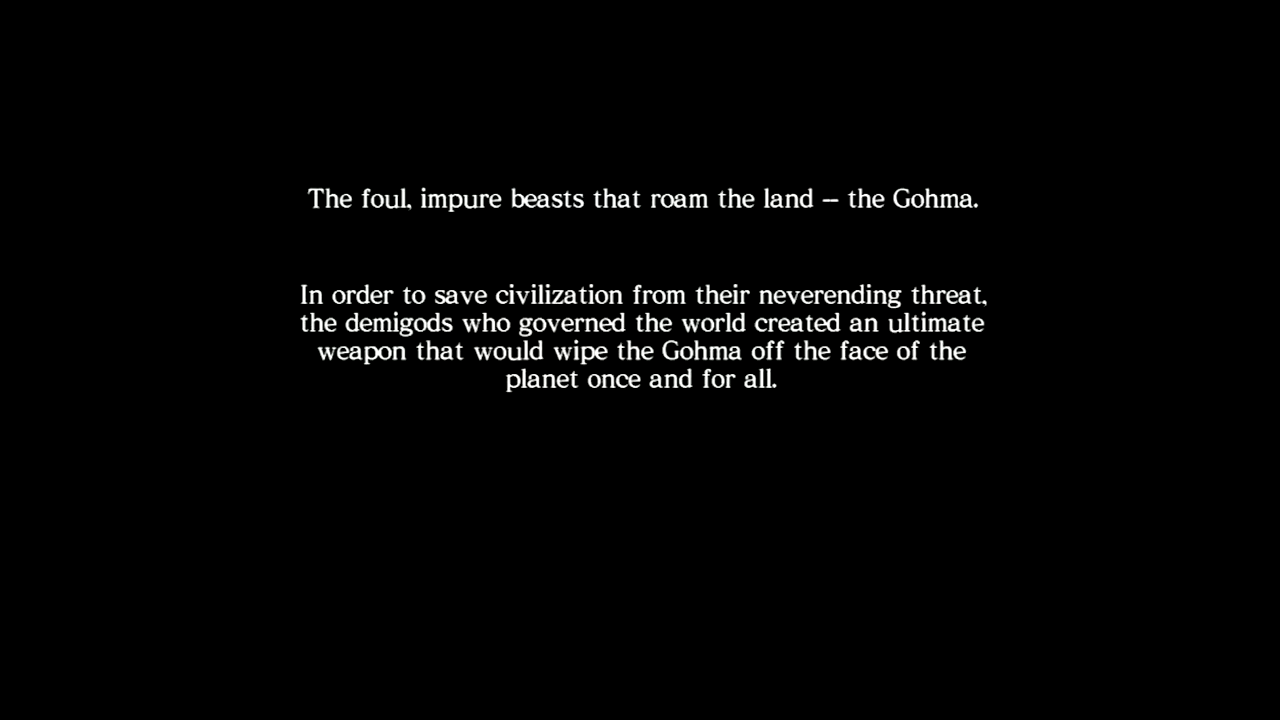 The foul, impure beasts that roam the land – the Gohma.
In order to save civilization from their neverending threat,
the demigods who governed the world created an ultimate
weapon that would wipe the Gohma off the face of the
planet once and for all.